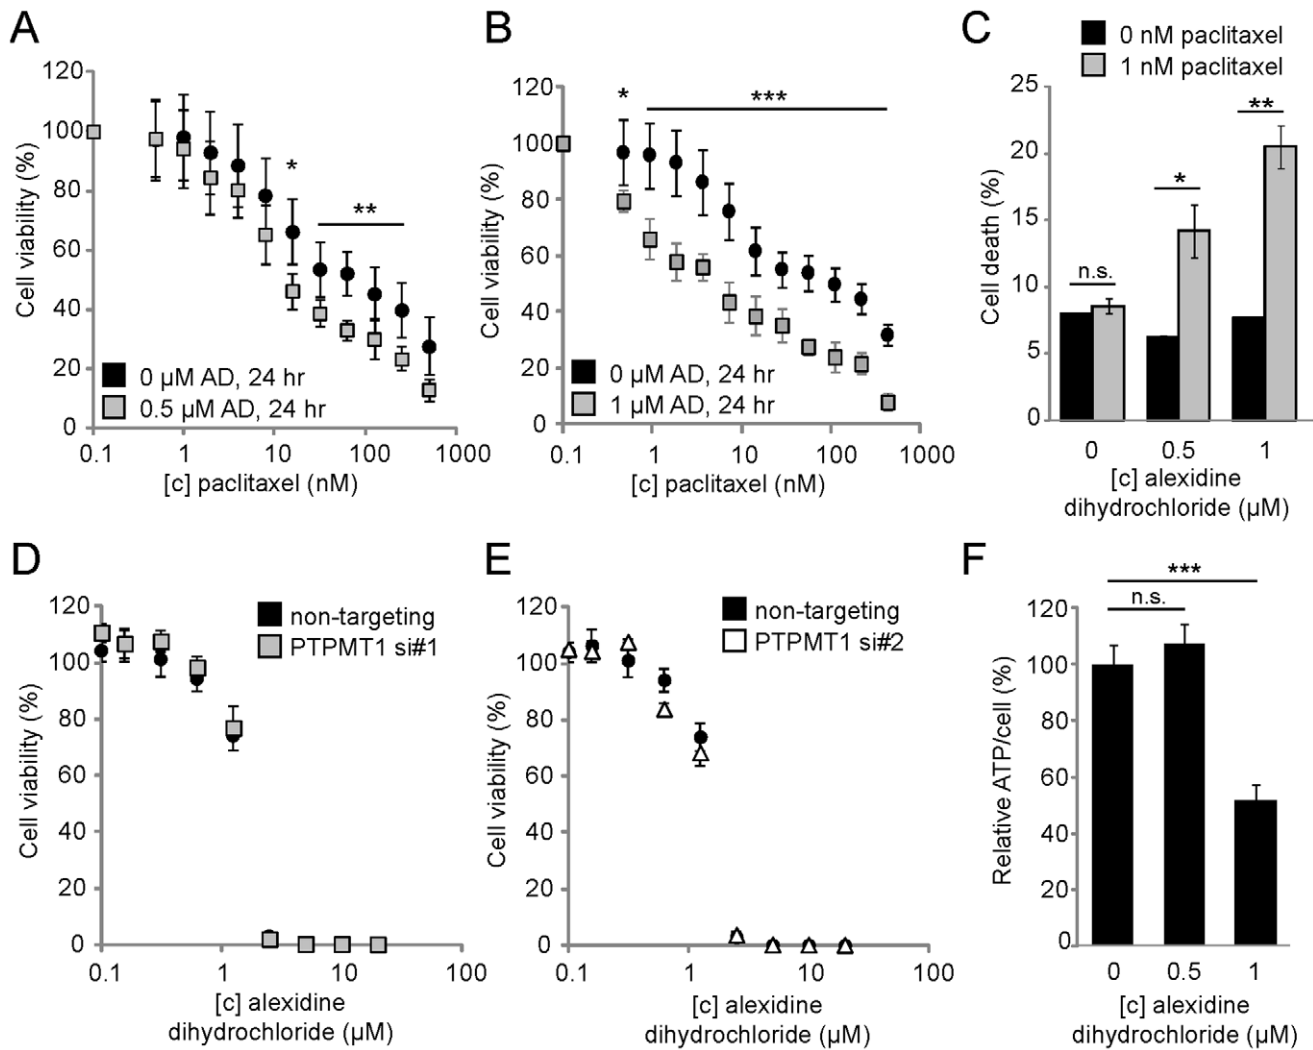 A
120
100
80
60
40
20
0
Cell viability (%)
*
**
0 µM AD, 24 hr
0.5 µM AD, 24 hr
0.1
1
10
100
1000
[c] paclitaxel (nM)
B
120
100
80
60
40
20
0
Cell viability (%)
*
***
0 µM AD, 24 hr
1 µM AD, 24 hr
0.1
1
10
100
1000
[c] paclitaxel (nM)
C
0 nM paclitaxel
1 nM paclitaxel
25
20
15
10
5
0
Cell death (%)
n.s.
*
**
0
0.5
1
[c] alexidine
dihydrochloride (µM)
D
120
100
80
60
40
20
0
Cell viability (%)
non-targeting
PTPMT1 si#1
0.1
1
10
100
[c] alexidine
dihydrochloride (µM)
E
120
100
80
60
40
20
0
Cell viability (%)
non-targeting
PTPMT1 si#2
0.1
1
10
100
[c] alexidine
dihydrochloride (µM)
F
***
n.s.
120
100
80
60
40
20
0
Relative ATP/cell (%)
0
0.5
1
[c] alexidine
dihydrochloride (µM)